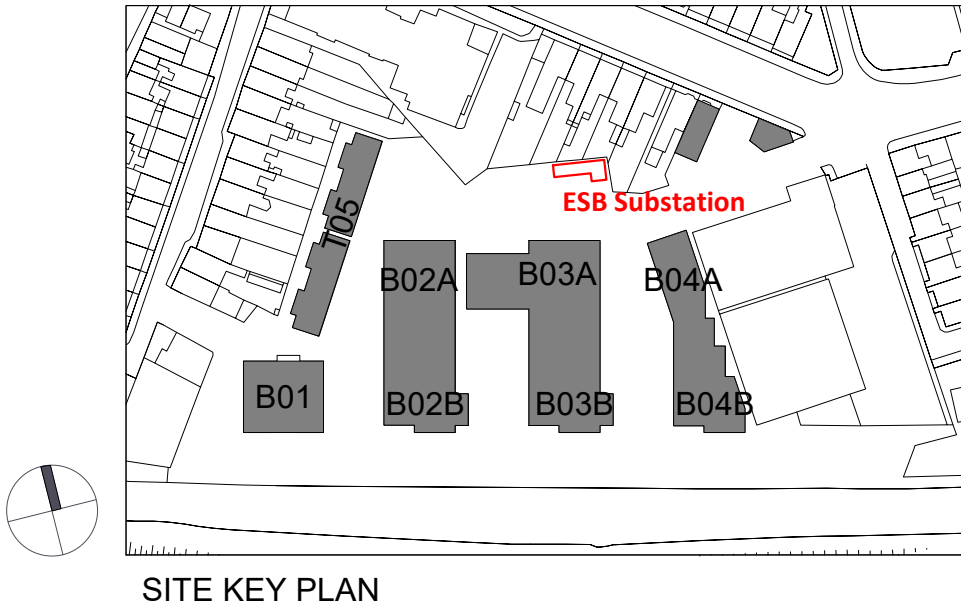 ESB Substation
T05
B02A
B03A
B04A
B01
B02B
B03B
B04B
SITE KEY PLAN